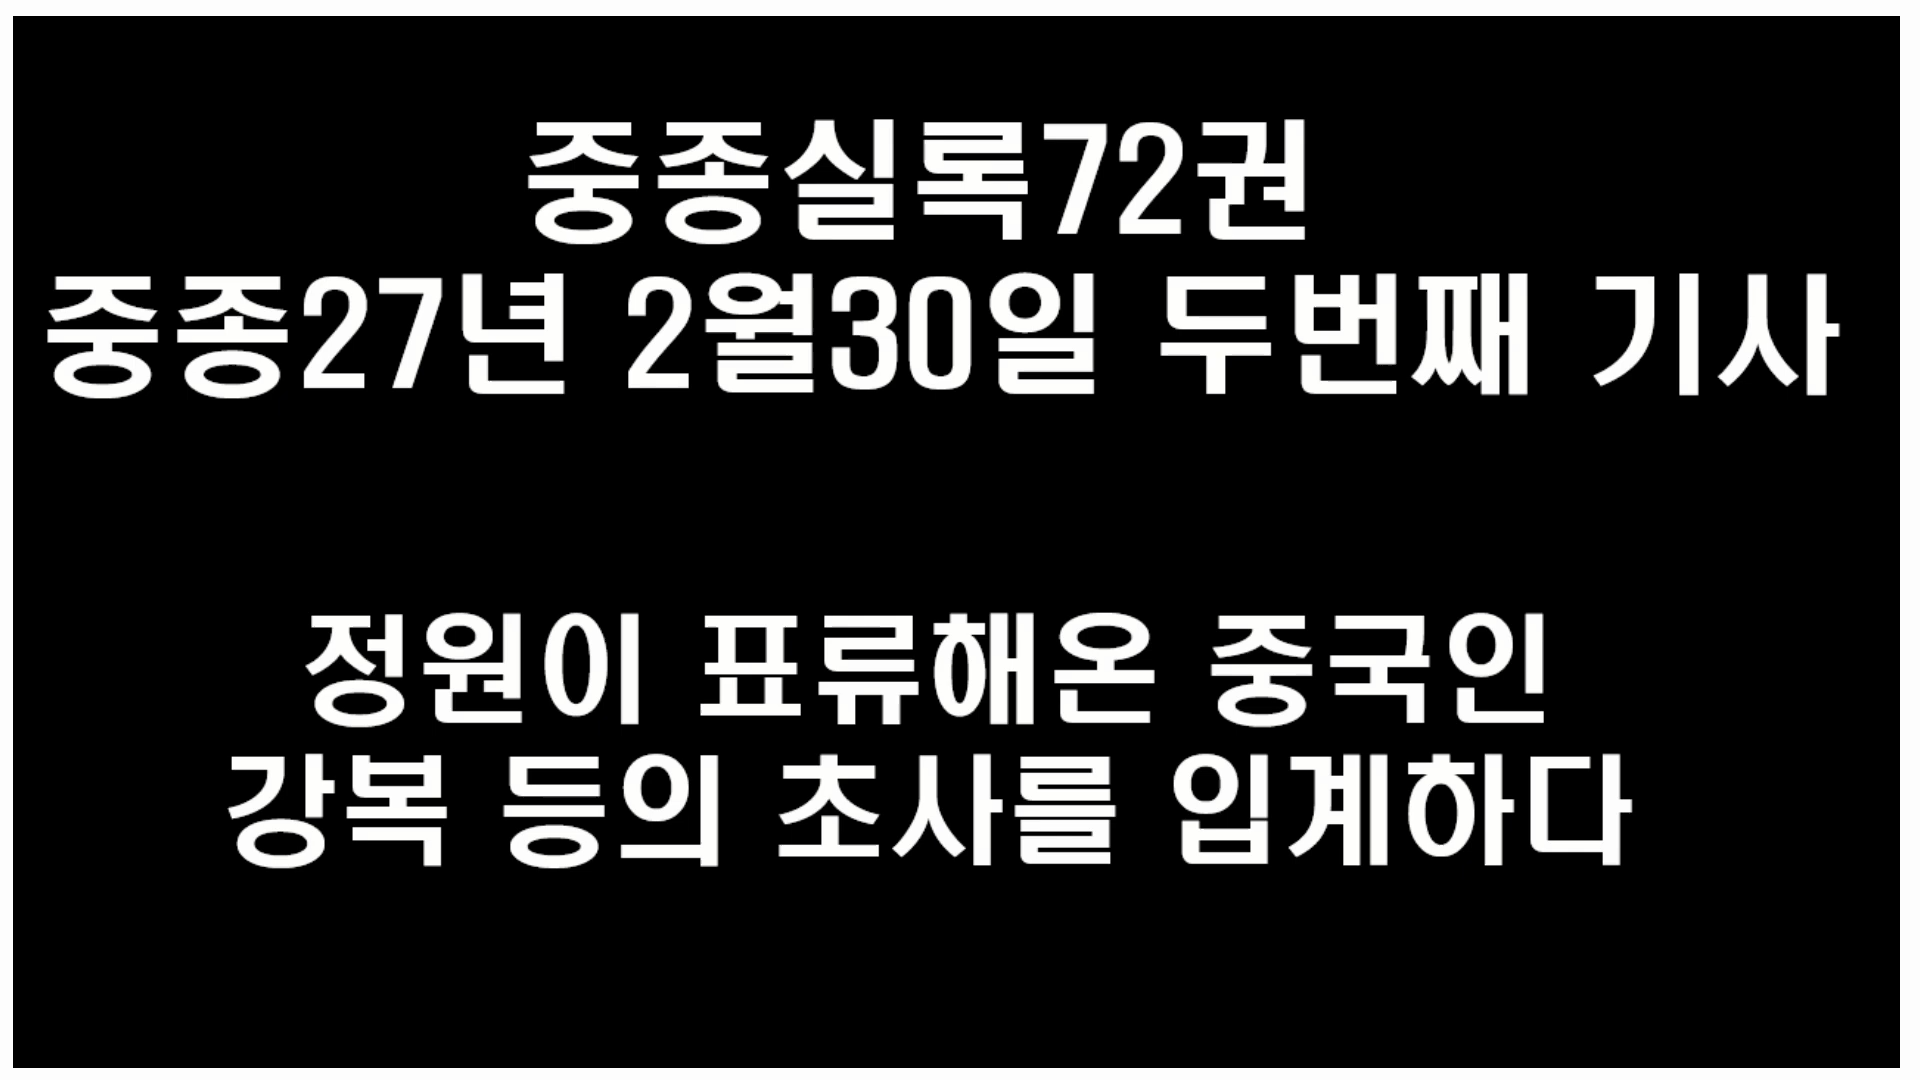 중종실록72권
중종27년 2월30일 두번째 기사
정원이 표류해온 중국인
강복 등의 초사를 입계하다